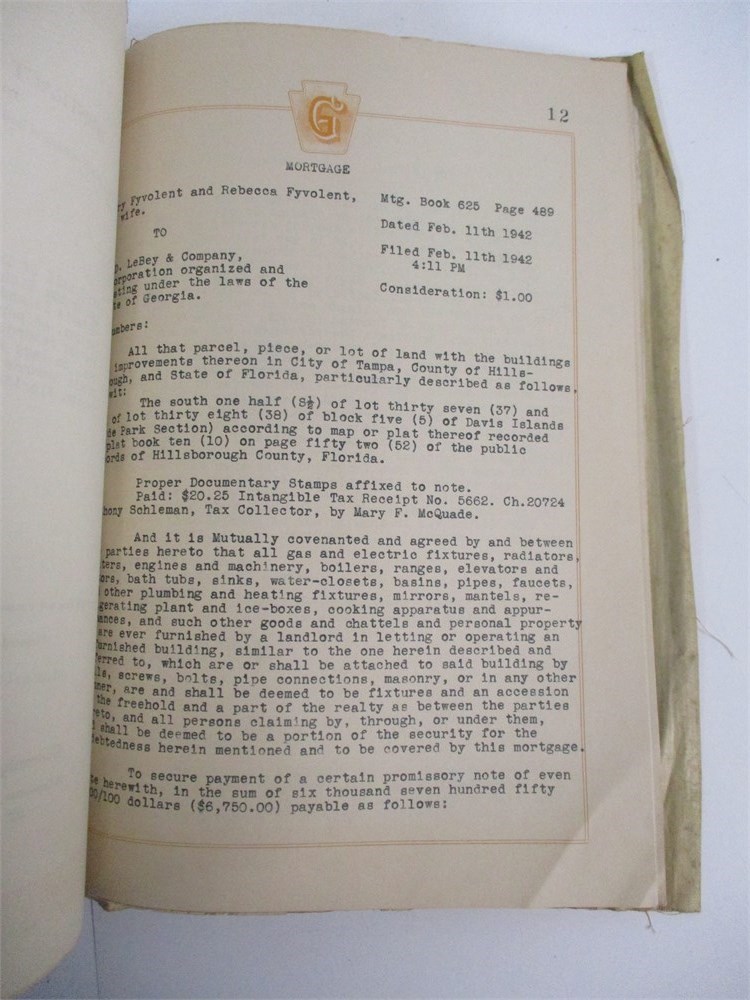 G
12
MORTGAGE
Fyvolent and Rebecca Fyvolent,
wife.
TO
D. LeBey & Company,
orporation organized and
ting under the laws of the
te of Georgia.
Mtg. Book 625 Page 489
Dated Feb. 11th 1942
Filed Feb. 11th 1942
4:11 PM
Consideration: $1.00
umbers:
All that parcel, piece, or lot of land with the buildings
improvements thereon in City of Tampa, County of Hills-
ough, and State of Florida, particularly described as follows,
wit:
The south one half (S½) of lot thirty seven (37) and
of lot thirty eight (38) of block five (5) of Davis Islands
de Park Section) according to map or plat thereof recorded
plat book ten (10) on page fifty two (52) of the public
ords of Hillsborough County, Florida.
Proper Documentary Stamps affixed to note.
Paid: $20.25 Intangible Tax Receipt No. 5662. Ch.20724
hony Schleman, Tax Collector, by Mary F. McQuade.
And it is Mutually covenanted and agreed by and between
parties hereto that all gas and electric fixtures, radiators,
ters, engines and machinery, boilers, ranges, elevators and
ors, bath tubs, sinks, water-closets, basins, pipes, faucets,
other plumbing and heating fixtures, mirrors, mantels, re-
gerating plant and ice-boxes, cooking apparatus and appur-
ances, and such other goods and chattels and personal property
are ever furnished by a landlord in letting or operating an
urnished building, similar to the one herein described and
erred to, which are or shall be attached to said building by
ls, screws, bolts, pipe connections, masonry, or in any other
ner, are and shall be deemed to be fixtures and an accession
the freehold and a part of the realty as between the parties
reto, and all persons claiming by, through, or under them,
shall be deemed to be a portion of the security for the
ebtedness herein mentioned and to be covered by this mortgage.
To secure payment of a certain promissory note of even
te herewith, in the sum of six thousand seven hundred fifty
00/100 dollars ($6,750.00) payable as follows: